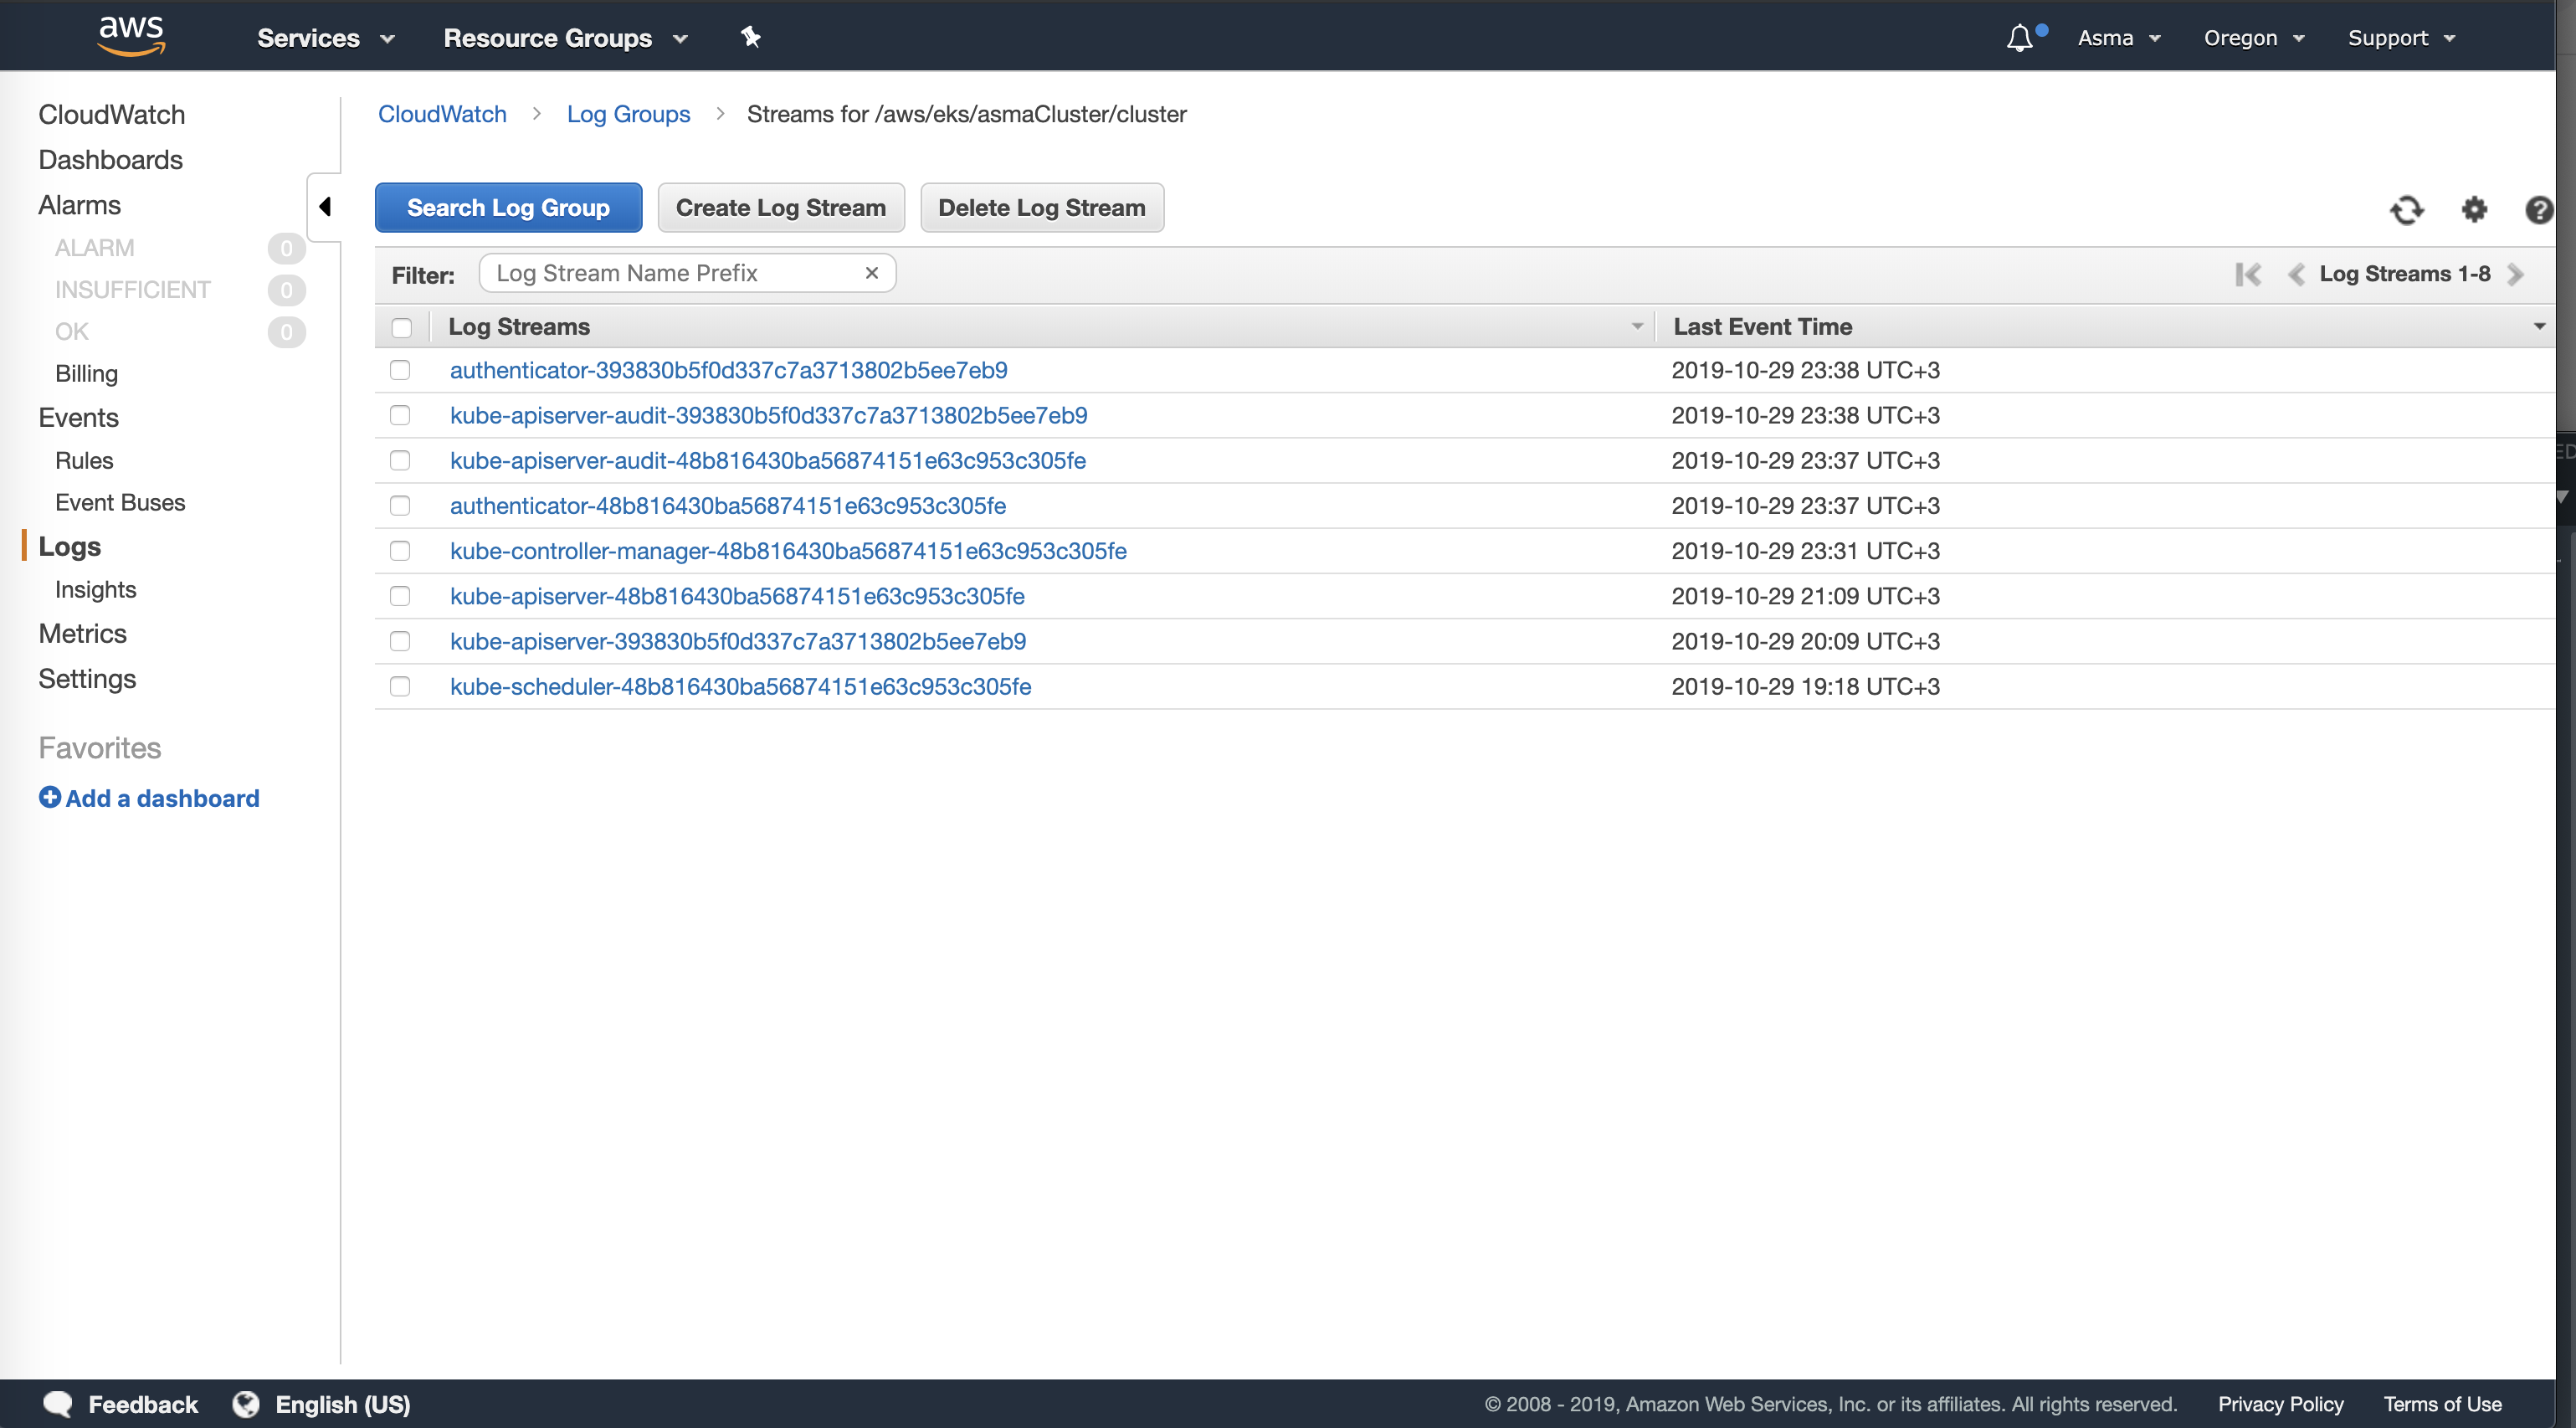 aws Services Resource Groups Asma Oregon Support
CloudWatch
Dashboards
Alarms
ALARM 0
INSUFFICIENT 0
OK 0
Billing
Events
Rules
Event Buses
Logs
Insights
Metrics
Settings
Favorites
Add a dashboard
CloudWatch > Log Groups > Streams for /aws/eks/asmaCluster/cluster
Search Log Group Create Log Stream Delete Log Stream
Filter: Log Stream Name Prefix × Log Streams 1-8
Log Streams Last Event Time
authenticator-393830b5f0d337c7a3713802b5ee7eb9 2019-10-29 23:38 UTC+3
kube-apiserver-audit-393830b5f0d337c7a3713802b5ee7eb9 2019-10-29 23:38 UTC+3
kube-apiserver-audit-48b816430ba56874151e63c953c305fe 2019-10-29 23:37 UTC+3
authenticator-48b816430ba56874151e63c953c305fe 2019-10-29 23:37 UTC+3
kube-controller-manager-48b816430ba56874151e63c953c305fe 2019-10-29 23:31 UTC+3
kube-apiserver-48b816430ba56874151e63c953c305fe 2019-10-29 21:09 UTC+3
kube-apiserver-393830b5f0d337c7a3713802b5ee7eb9 2019-10-29 20:09 UTC+3
kube-scheduler-48b816430ba56874151e63c953c305fe 2019-10-29 19:18 UTC+3
Feedback English (US) © 2008 - 2019, Amazon Web Services, Inc. or its affiliates. All rights reserved. Privacy Policy Terms of Use